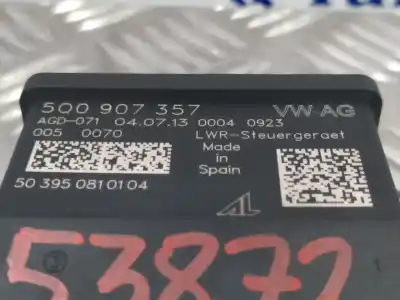 5Q0 907 357 VW AG
AGD-071 04.07.13 0004 0923
005 0070 LWR-Steuergeraet
Made
in
Spain
50 395 0810104
AL
53872